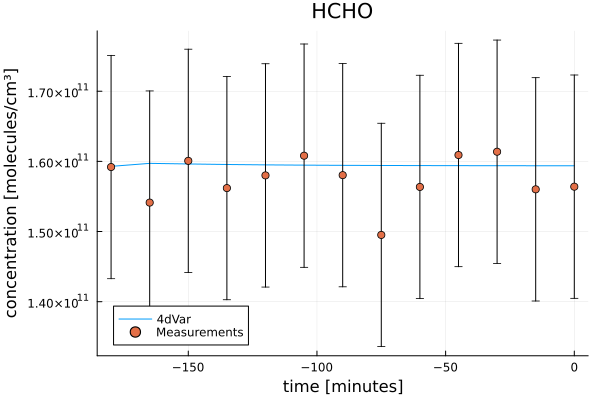 HCHO
concentration [molecules/cm³]
1.70×10¹¹
1.60×10¹¹
1.50×10¹¹
1.40×10¹¹
4dVar
Measurements
−150
−100
−50
0
time [minutes]